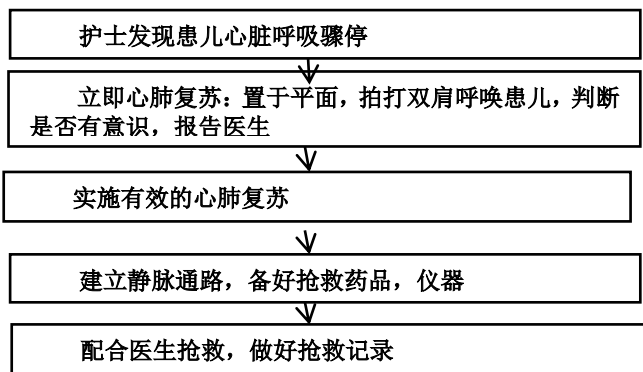 护士发现患儿心脏呼吸骤停
立即心肺复苏：置于平面，拍打双肩呼唤患儿，判断
是否有意识，报告医生
实施有效的心肺复苏
建立静脉通路，备好抢救药品，仪器
配合医生抢救，做好抢救记录